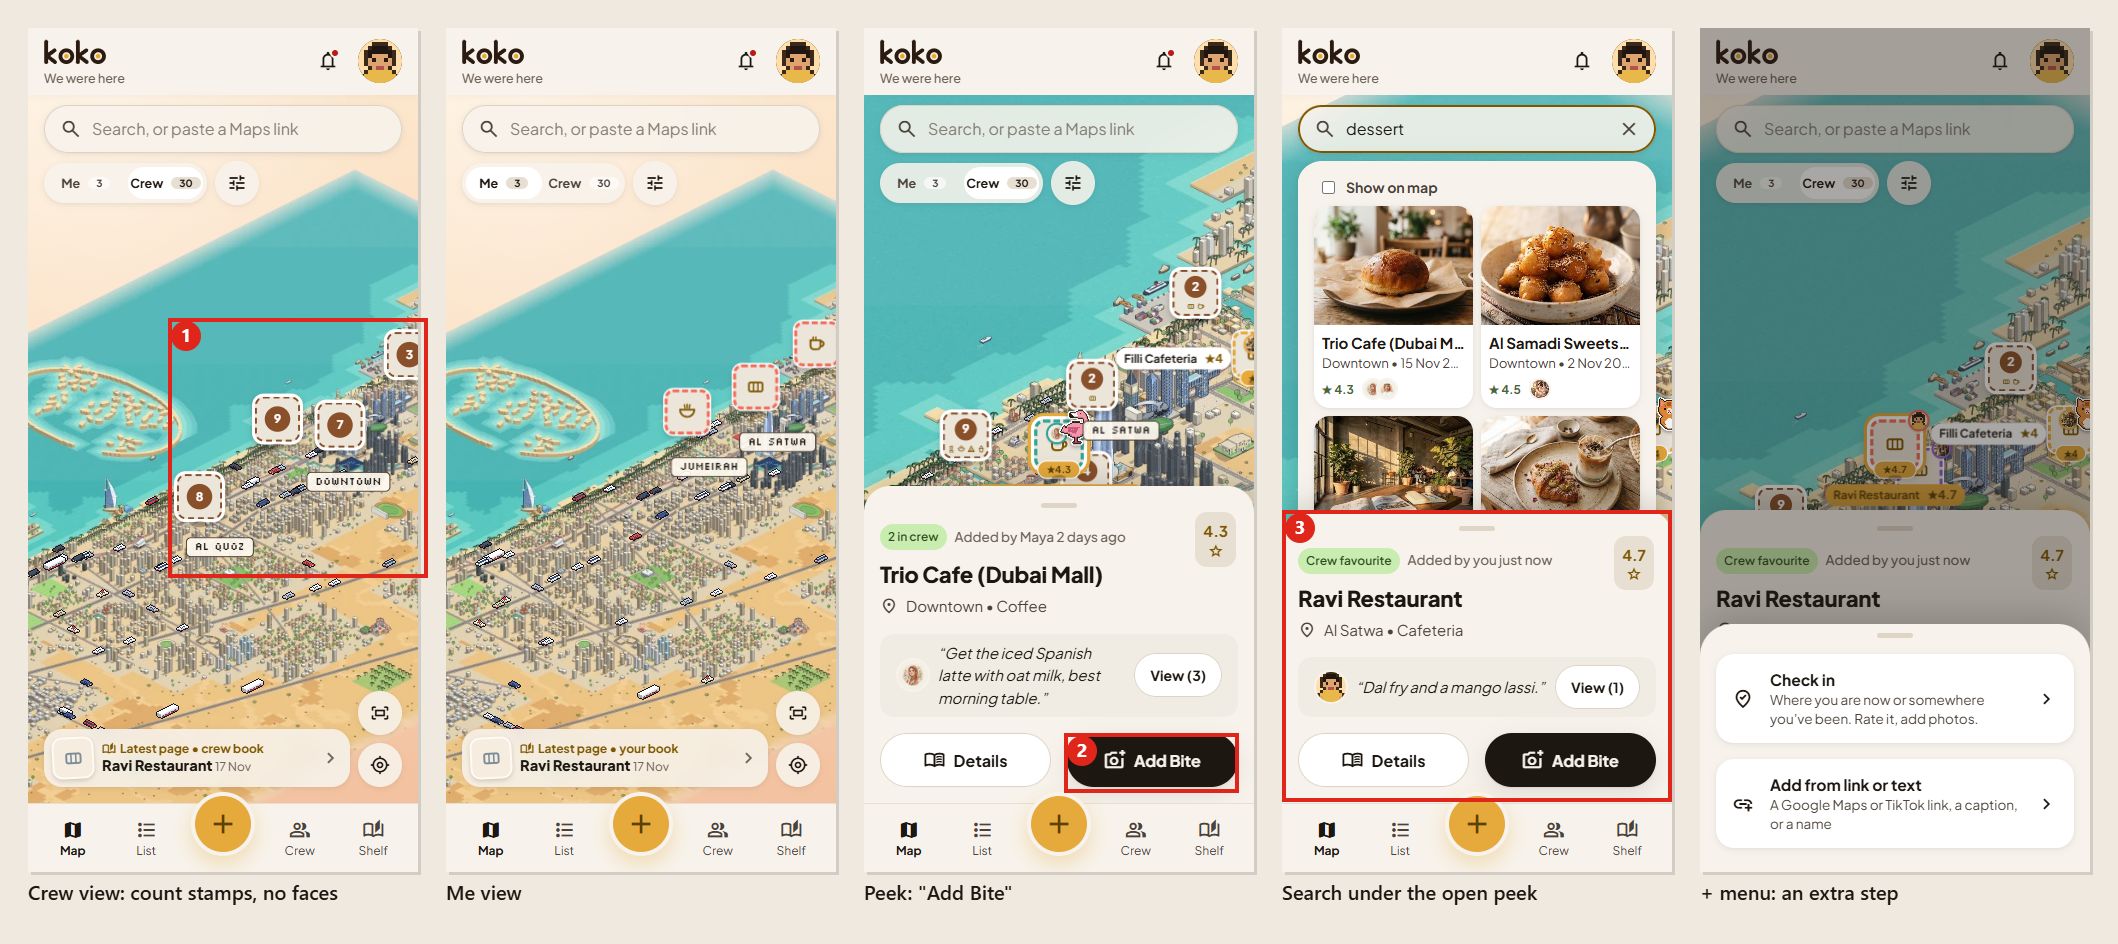 koko
We were here
Search, or paste a Maps link
Me 3 Crew 30
1
3
9
7
8
DOWNTOWN
AL QUOZ
Latest page • crew book
Ravi Restaurant 17 Nov
Map List Crew Shelf
Crew view: count stamps, no faces
koko
We were here
Search, or paste a Maps link
Me 3 Crew 30
AL SATWA
JUMEIRAH
Latest page • your book
Ravi Restaurant 17 Nov
Map List Crew Shelf
Me view
koko
We were here
Search, or paste a Maps link
Me 3 Crew 30
2
Filli Cafeteria ★4
2
9
AL SATWA
★4.3
2 in crew Added by Maya 2 days ago
4.3
Trio Cafe (Dubai Mall)
Downtown • Coffee
“Get the iced Spanish
latte with oat milk, best
morning table.”
View (3)
2
Details
Add Bite
Map List Crew Shelf
Peek: "Add Bite"
koko
We were here
dessert
Show on map
Trio Cafe (Dubai M...
Downtown • 15 Nov 2...
★4.3
Al Samadi Sweets...
Downtown • 2 Nov 20...
★4.5
3
Crew favourite Added by you just now
4.7
Ravi Restaurant
Al Satwa • Cafeteria
“Dal fry and a mango lassi.”
View (1)
Details
Add Bite
Map List Crew Shelf
Search under the open peek
koko
We were here
Search, or paste a Maps link
Me 3 Crew 30
2
Filli Cafeteria ★4
★4.7
★4
Ravi Restaurant ★4.7
9
Crew favourite Added by you just now
4.7
Ravi Restaurant
Check in
Where you are now or somewhere
you’ve been. Rate it, add photos.
Add from link or text
A Google Maps or TikTok link, a caption,
or a name
+ menu: an extra step